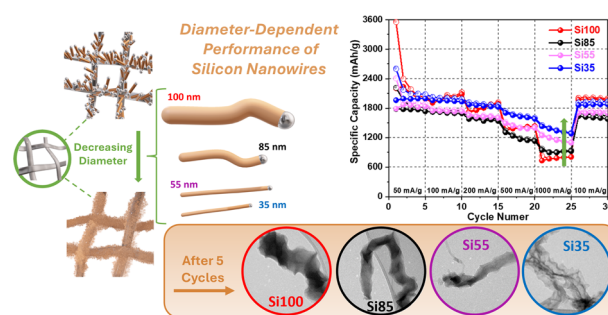 Diameter-Dependent
Performance of
Silicon Nanowires
100 nm
85 nm
55 nm
35 nm
Decreasing
Diameter
Specific Capacity (mAh/g)
3600
3000
2400
1800
1200
600
0
Si100
Si85
Si55
Si35
50 mA/g
100 mA/g
200 mA/g
500 mA/g
1000 mA/g
100 mA/g
0
5
10
15
20
25
30
Cycle Numer
After 5
Cycles
Si100
Si85
Si55
Si35